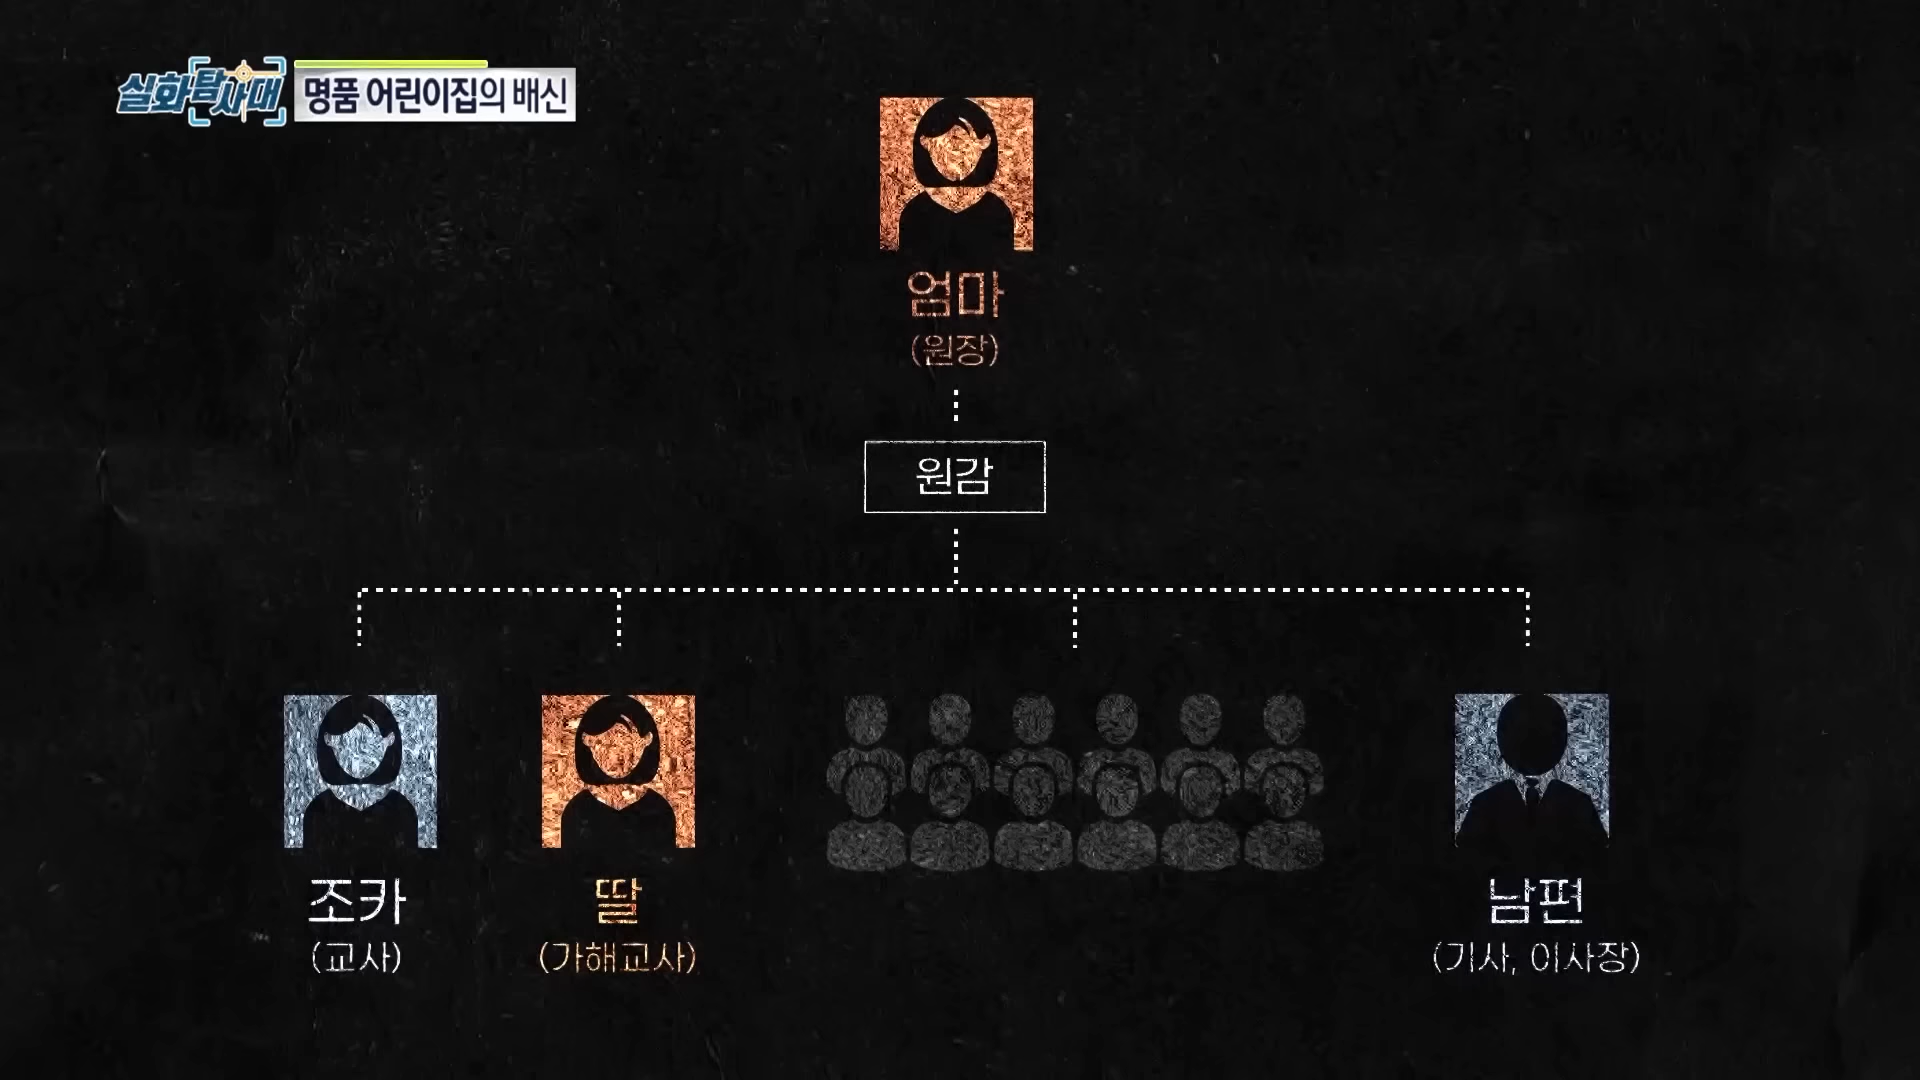 실화탐사대 명품 어린이집의 배신
엄마
(원장)
원감
조카
(교사)
딸
(가해교사)
남편
(기사, 이사장)